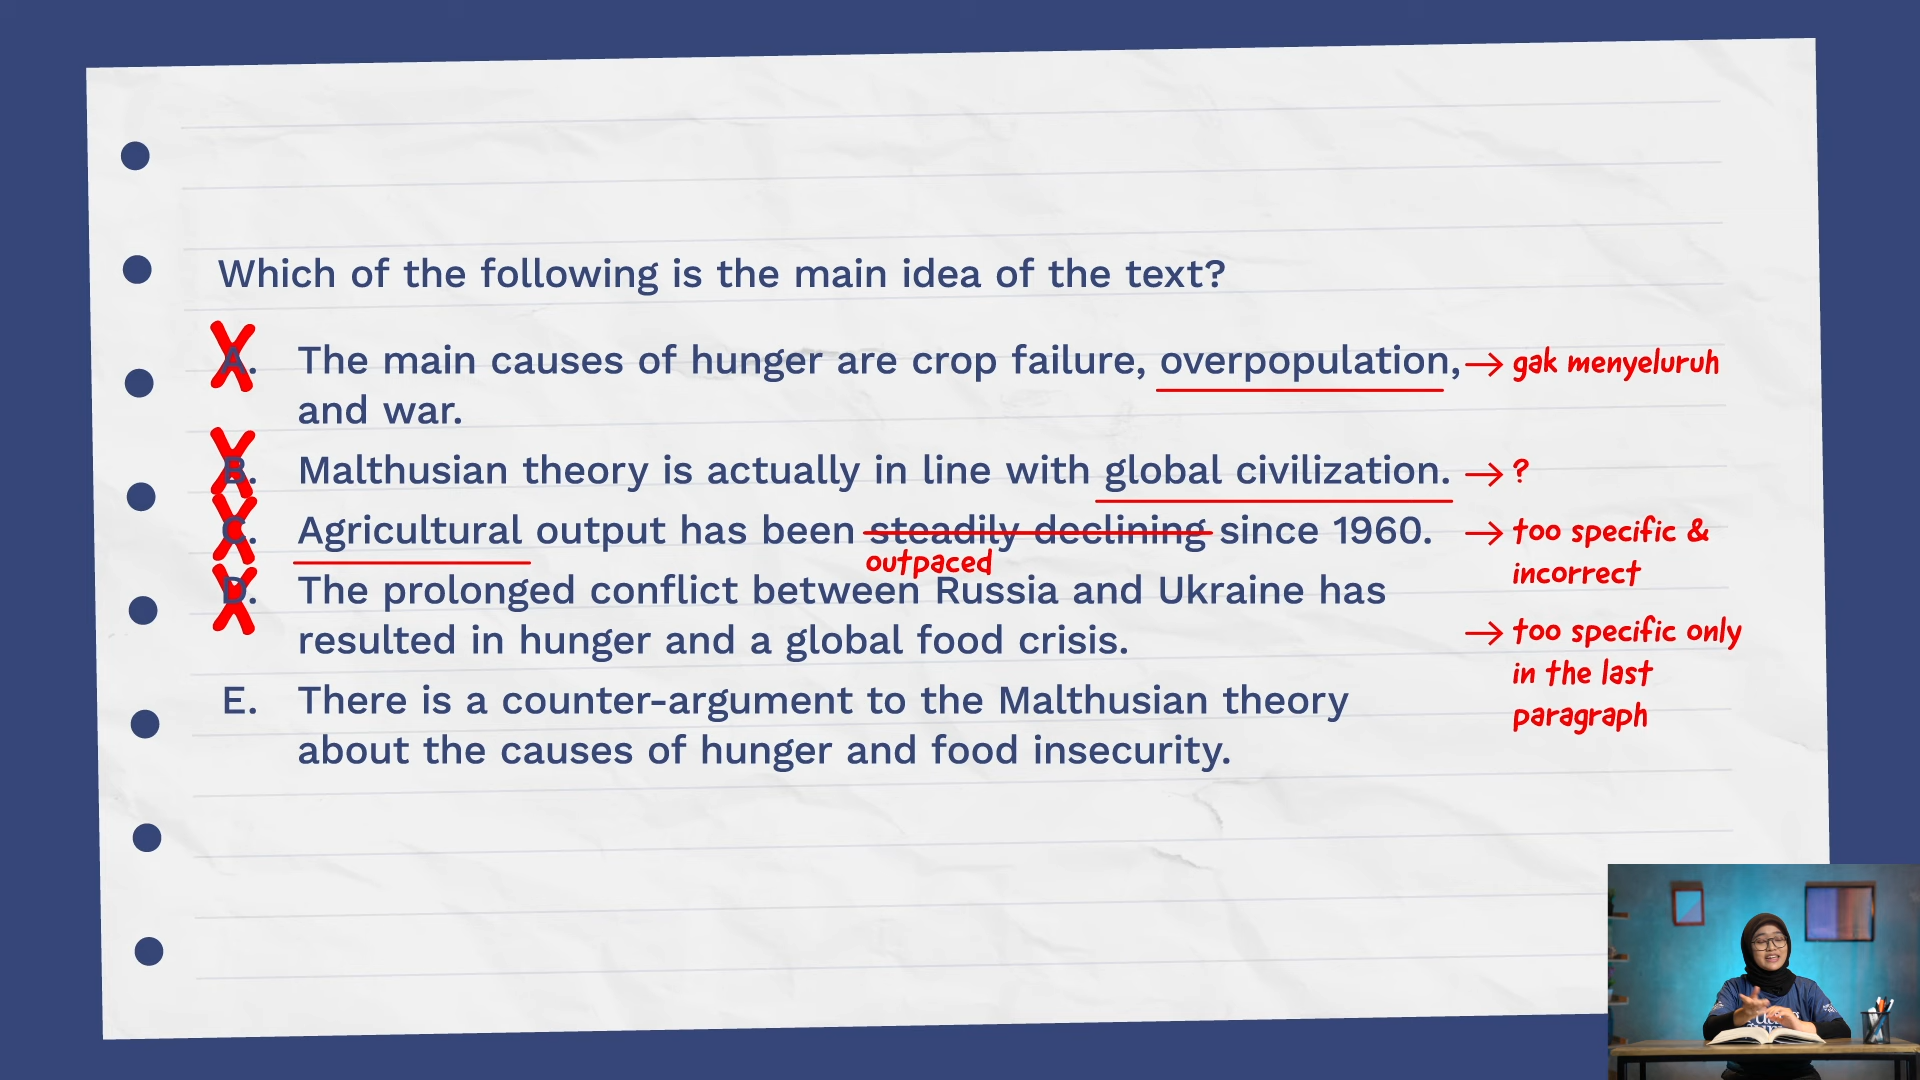 Which of the following is the main idea of the text?
A. The main causes of hunger are crop failure, overpopulation, → gak menyeluruh
and war.
B. Malthusian theory is actually in line with global civilization. → ?
C. Agricultural output has been steadily declining since 1960. → too specific &
outpaced
incorrect
D. The prolonged conflict between Russia and Ukraine has
resulted in hunger and a global food crisis. → too specific only
in the last
paragraph
E. There is a counter-argument to the Malthusian theory
about the causes of hunger and food insecurity.